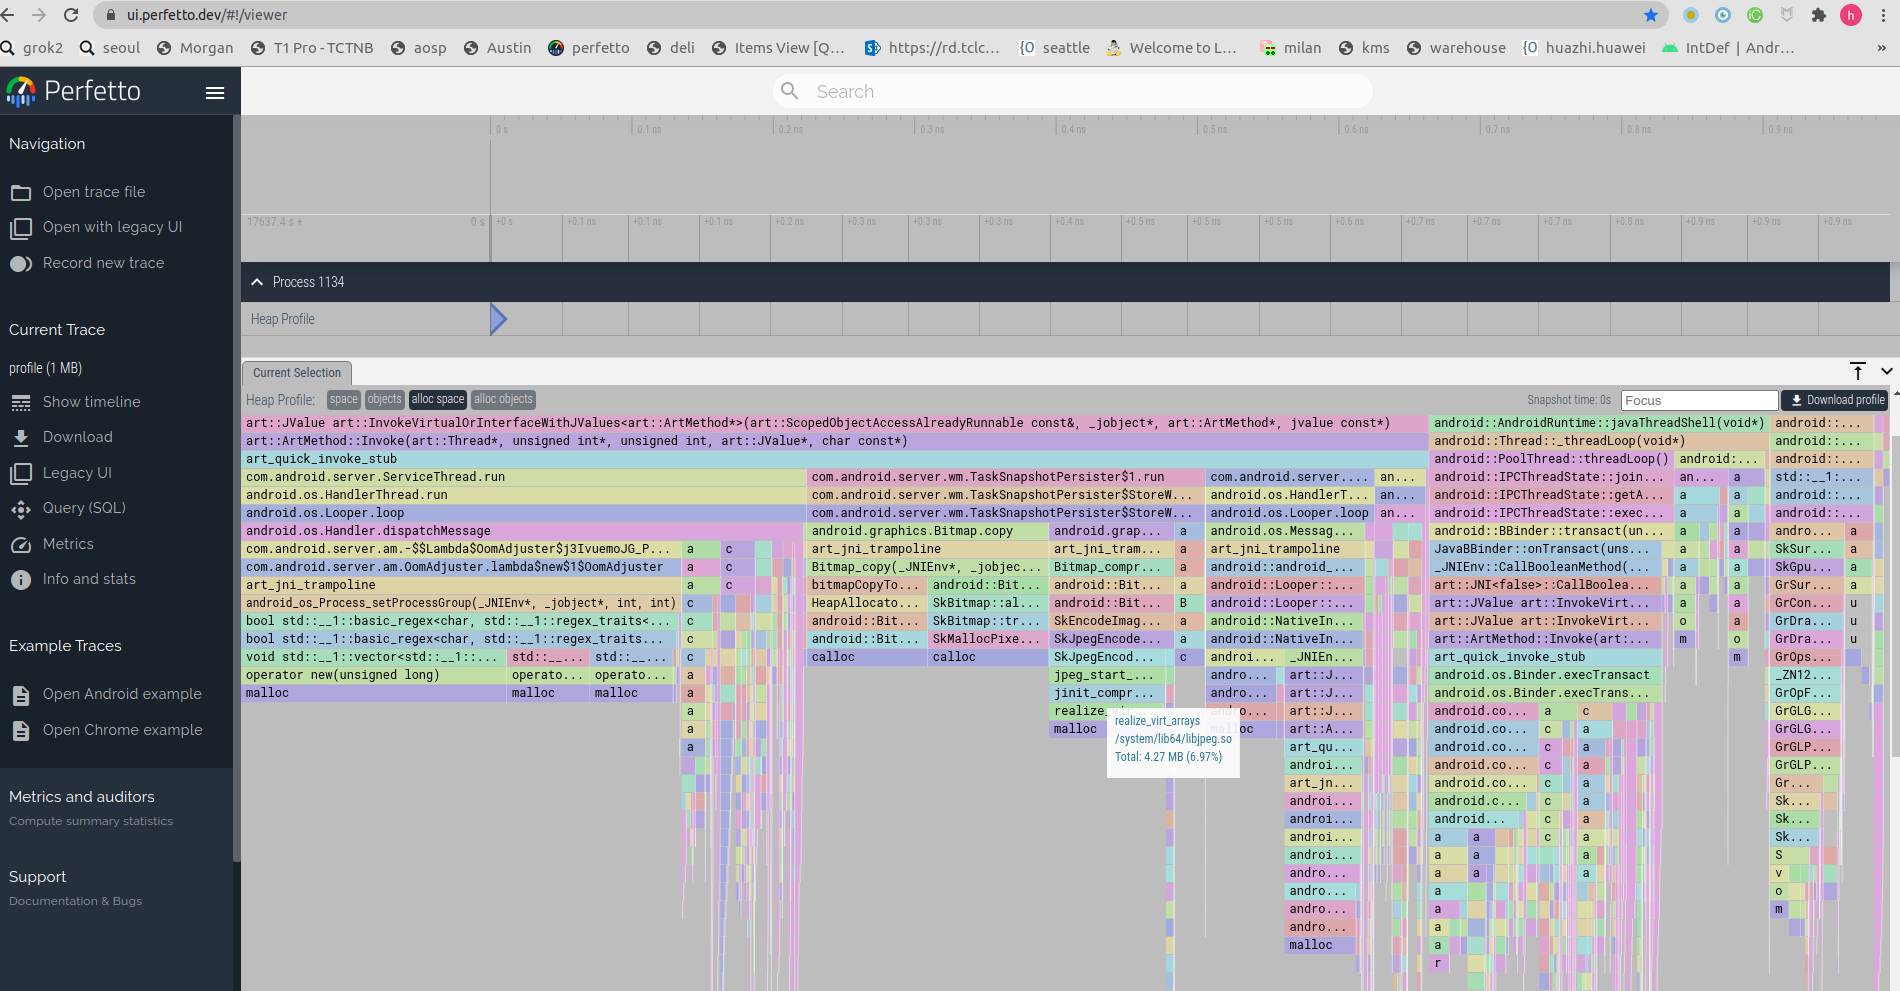 ui.perfetto.dev/#!/viewer
h
grok2 seoul Morgan T1 Pro - TCTNB aosp Austin perfetto deli Items View [Q... https://rd.tclc... seattle Welcome to L... milan kms warehouse huazhi.huawei IntDef | Andr... »
Perfetto
Search
Navigation
Open trace file
Open with legacy UI
Record new trace
Current Trace
profile (1 MB)
Show timeline
Download
Legacy UI
Query (SQL)
Metrics
Info and stats
Example Traces
Open Android example
Open Chrome example
Metrics and auditors
Compute summary statistics
Support
Documentation & Bugs
0 s 0.1 ns 0.2 ns 0.3 ns 0.4 ns 0.5 ns 0.6 ns 0.7 ns 0.8 ns 0.9 ns
17637.4 s + 0 s +0 s +0.1 ns +0.1 ns +0.1 ns +0.2 ns +0.3 ns +0.3 ns +0.3 ns +0.4 ns +0.5 ns +0.5 ns +0.5 ns +0.6 ns +0.7 ns +0.7 ns +0.7 ns +0.8 ns +0.9 ns +0.9 ns +0.9 ns
Process 1134
Heap Profile
Current Selection
Heap Profile: space objects alloc space alloc objects Snapshot time: 0s Focus Download profile
art::JValue art::InvokeVirtualOrInterfaceWithJValues<art::ArtMethod*>(art::ScopedObjectAccessAlreadyRunnable const&, _jobject*, art::ArtMethod*, jvalue const*) android::AndroidRuntime::javaThreadShell(void*) android::...
art::ArtMethod::Invoke(art::Thread*, unsigned int*, unsigned int, art::JValue*, char const*) android::Thread::_threadLoop(void*) android::...
art_quick_invoke_stub android::PoolThread::threadLoop() android:... std::__1:...
com.android.server.ServiceThread.run com.android.server.wm.TaskSnapshotPersister$1.run com.android.server.... an... android::IPCThreadState::join... an... a std::__1:...
android.os.HandlerThread.run com.android.server.wm.TaskSnapshotPersister$StoreW... android.os.HandlerT... an... android::IPCThreadState::getA... a a android:...
android.os.Looper.loop com.android.server.wm.TaskSnapshotPersister$StoreW... android.os.Looper.loop an... android::IPCThreadState::exec... a a android:...
android.os.Handler.dispatchMessage android.graphics.Bitmap.copy android.grap... a android.os.Messag... android::BBinder::transact(un... a a andro... a
com.android.server.am.-$$Lambda$OomAdjuster$j3IvuemoJG_P... a c art_jni_trampoline art_jni_tram... a art_jni_trampoline JavaBBinder::onTransact(uns... a a SkSur... a
com.android.server.am.OomAdjuster.lambda$new$1$OomAdjuster a c Bitmap_copy(_JNIEnv*, _objec... Bitmap_compr... a android::android_... _JNIEnv::CallBooleanMethod(... a a SkGpu... a
art_jni_trampoline a c bitmapCopyTo... android::Bit... android::Bit... a android::Looper::... art::JNI<false>::CallBoolea... a a GrSur... a
android_os_Process_setProcessGroup(_JNIEnv*, _jobject*, int, int) c HeapAllocato... SkBitmap::al... android::Bit... B android::Looper::... art::JValue art::InvokeVirt... a a GrCon... u
bool std::__1::basic_regex<char, std::__1::regex_traits<... c android::Bit... SkBitmap::tr... SkEncodeImag... a android::NativeIn... art::JValue art::InvokeVirt... o a GrDra... u
bool std::__1::basic_regex<char, std::__1::regex_traits... c android::Bit... SkMallocPixe... SkJpegEncode... a android::NativeIn... art::ArtMethod::Invoke(art:... m o GrDra... u
void std::__1::vector<std::__1::... std::__... std::__... c calloc calloc SkJpegEncod... c androi... _JNIEn... art_quick_invoke_stub m GrOps...
operator new(unsigned long) operato... operato... a jpeg_start_... andro... art::J... android.os.Binder.execTransact _ZN12...
malloc malloc malloc a jinit_compr... andro... art::J... android.os.Binder.execTrans... GrOpF...
a realize_vir... andro... art::J... android.co... a c GrGLG...
a malloc malloc art::A... android.co... c a GrGLG...
realize_virt_arrays
/system/lib64/libjpeg.so
Total: 4.27 MB (6.97%)
a art_qu... android.co... c a GrGLP...
androi... android.co... c a GrGLP...
art_jn... android.co... c a Gr...
androi... android.c... c a Sk...
androi... android... c a Sk...
androi... a a c a Sk...
androi... a a a S
andro... a a a v
andro... a o
andro... a m
andro... a
malloc a
r